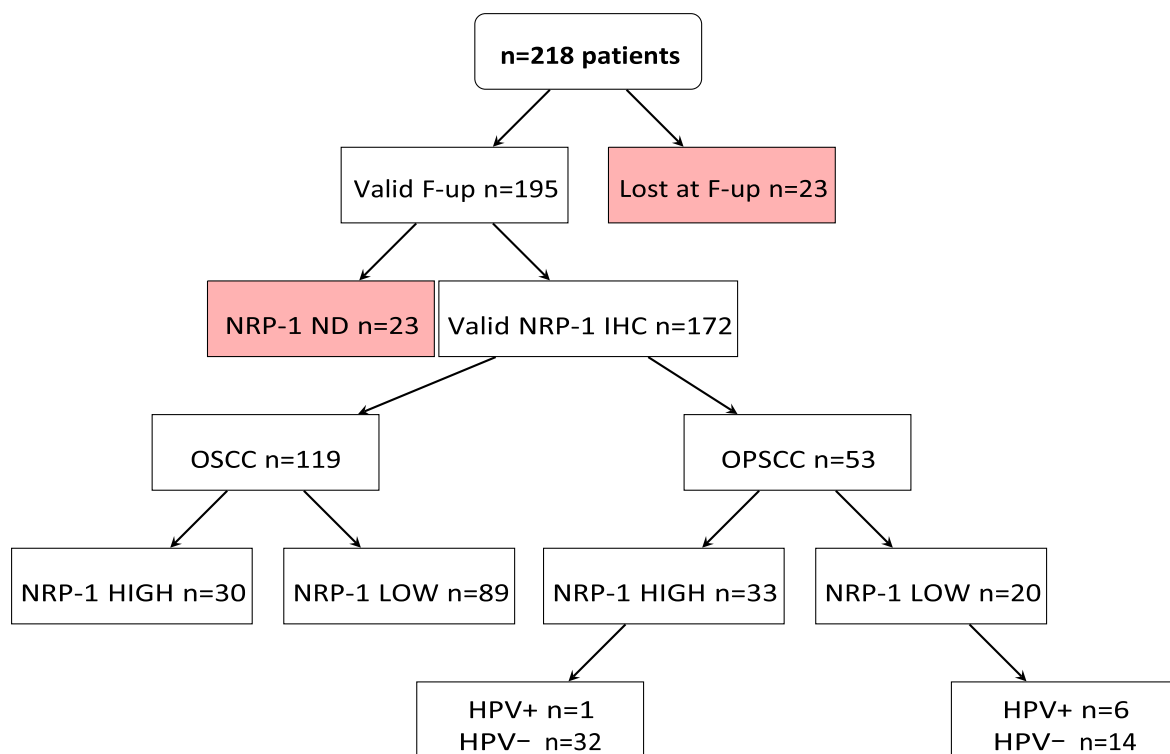 n=218 patients
Valid F-up n=195
Lost at F-up n=23
NRP-1 ND n=23
Valid NRP-1 IHC n=172
OSCC n=119
OPSCC n=53
NRP-1 HIGH n=30
NRP-1 LOW n=89
NRP-1 HIGH n=33
NRP-1 LOW n=20
HPV+ n=1
HPV− n=32
HPV+ n=6
HPV− n=14